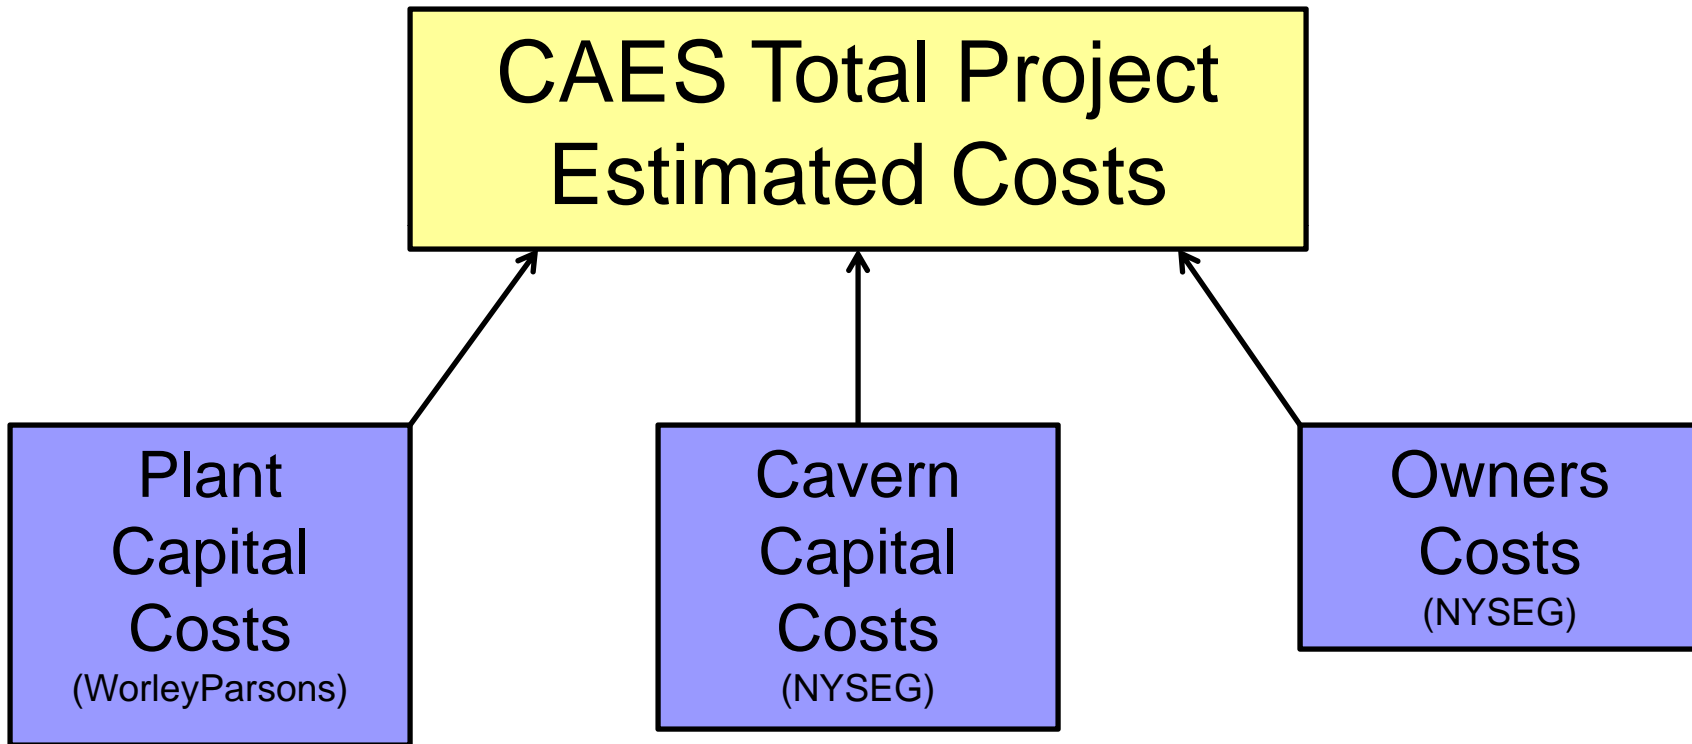 CAES Total Project
Estimated Costs
Plant
Capital
Costs
(WorleyParsons)
Cavern
Capital
Costs
(NYSEG)
Owners
Costs
(NYSEG)